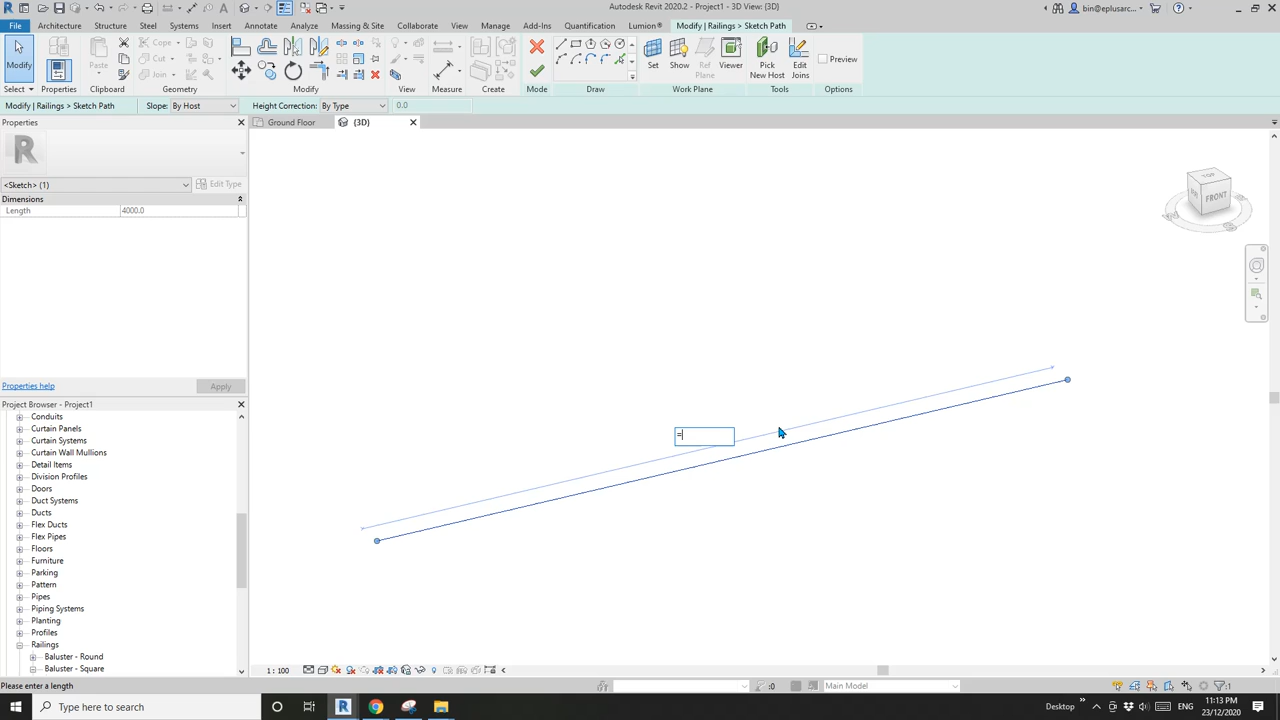 Autodesk Revit 2020.2 - Project1 - 3D View: {3D}
bin@eplusarc...
File Architecture Structure Steel Systems Insert Annotate Analyze Massing & Site Collaborate View Manage Add-Ins Quantification Lumion® Modify | Railings > Sketch Path
Modify Paste Cope Cut Join Set Show Ref Plane Viewer Pick New Host Edit Joins Preview
Select Properties Clipboard Geometry Modify View Measure Create Mode Draw Work Plane Tools Options
Modify | Railings > Sketch Path Slope: By Host Height Correction: By Type 0.0
Properties
Ground Floor
{3D}
<Sketch> (1)
Edit Type
Dimensions
Length 4000.0
TOP
FRONT
Properties help
Apply
Project Browser - Project1
Conduits
Curtain Panels
Curtain Systems
Curtain Wall Mullions
Detail Items
Division Profiles
Doors
Duct Systems
Ducts
Flex Ducts
Flex Pipes
Floors
Furniture
Parking
Pattern
Pipes
Piping Systems
Planting
Profiles
Railings
Baluster - Round
Baluster - Square
=
1 : 100
Please enter a length
:0
Main Model
:1
Type here to search
Desktop
ENG
11:13 PM
23/12/2020